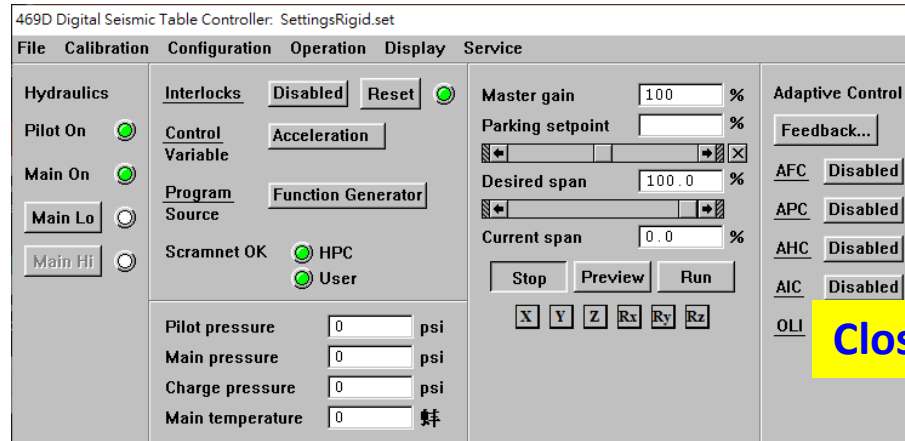 469D Digital Seismic Table Controller: SettingsRigid.set
File Calibration Configuration Operation Display Service
Hydraulics
Pilot On
Main On
Main Lo
Main Hi
Interlocks Disabled Reset
Control Variable Acceleration
Program Source Function Generator
Scramnet OK HPC
User
Pilot pressure 0 psi
Main pressure 0 psi
Charge pressure 0 psi
Main temperature 0 蚌
Master gain 100 %
Parking setpoint %
Desired span 100.0 %
Current span 0.0 %
Stop Preview Run
X Y Z Rx Ry Rz
Adaptive Control
Feedback...
AFC Disabled
APC Disabled
AHC Disabled
AIC Disabled
OLI
Clos